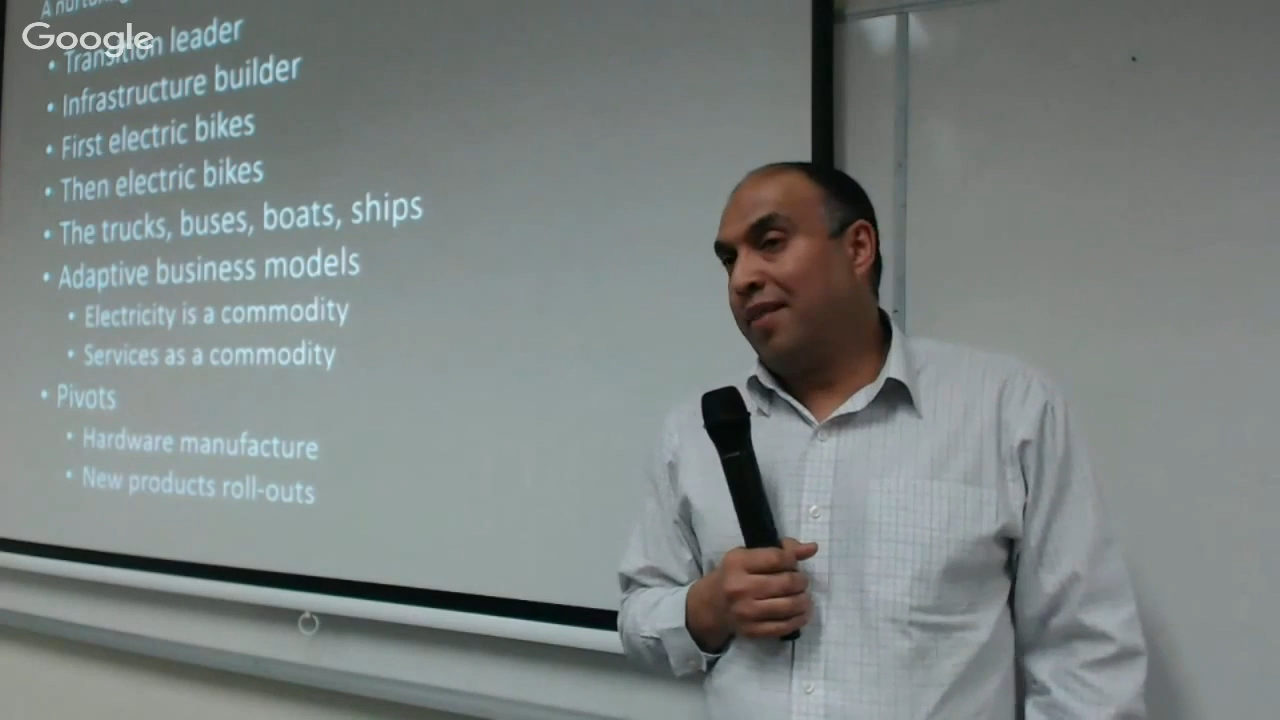 A
Google
• Transition leader
• Infrastructure builder
• First electric bikes
• Then electric bikes
• The trucks, buses, boats, ships
• Adaptive business models
• Electricity is a commodity
• Services as a commodity
• Pivots
• Hardware manufacture
• New products roll-outs